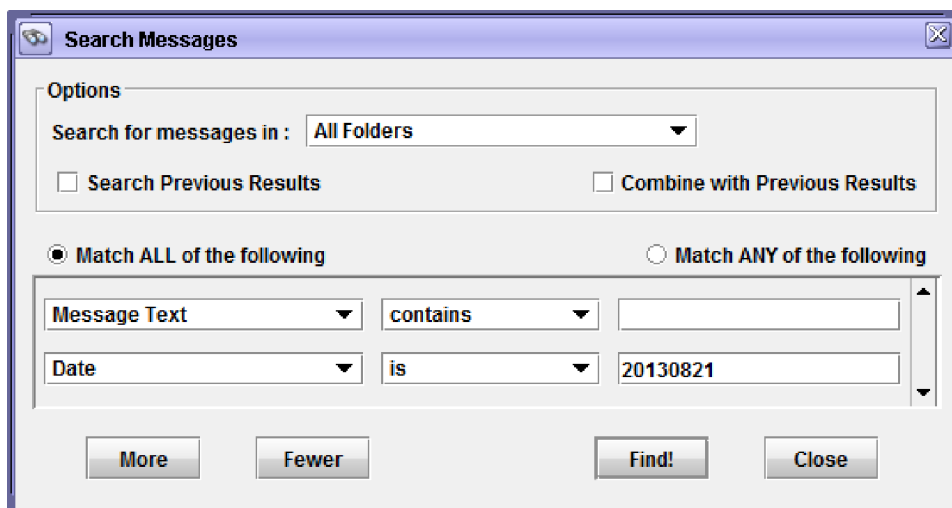 Search Messages
Options
Search for messages in : All Folders
Search Previous Results Combine with Previous Results
Match ALL of the following Match ANY of the following
Message Text contains
Date is 20130821
More Fewer Find! Close